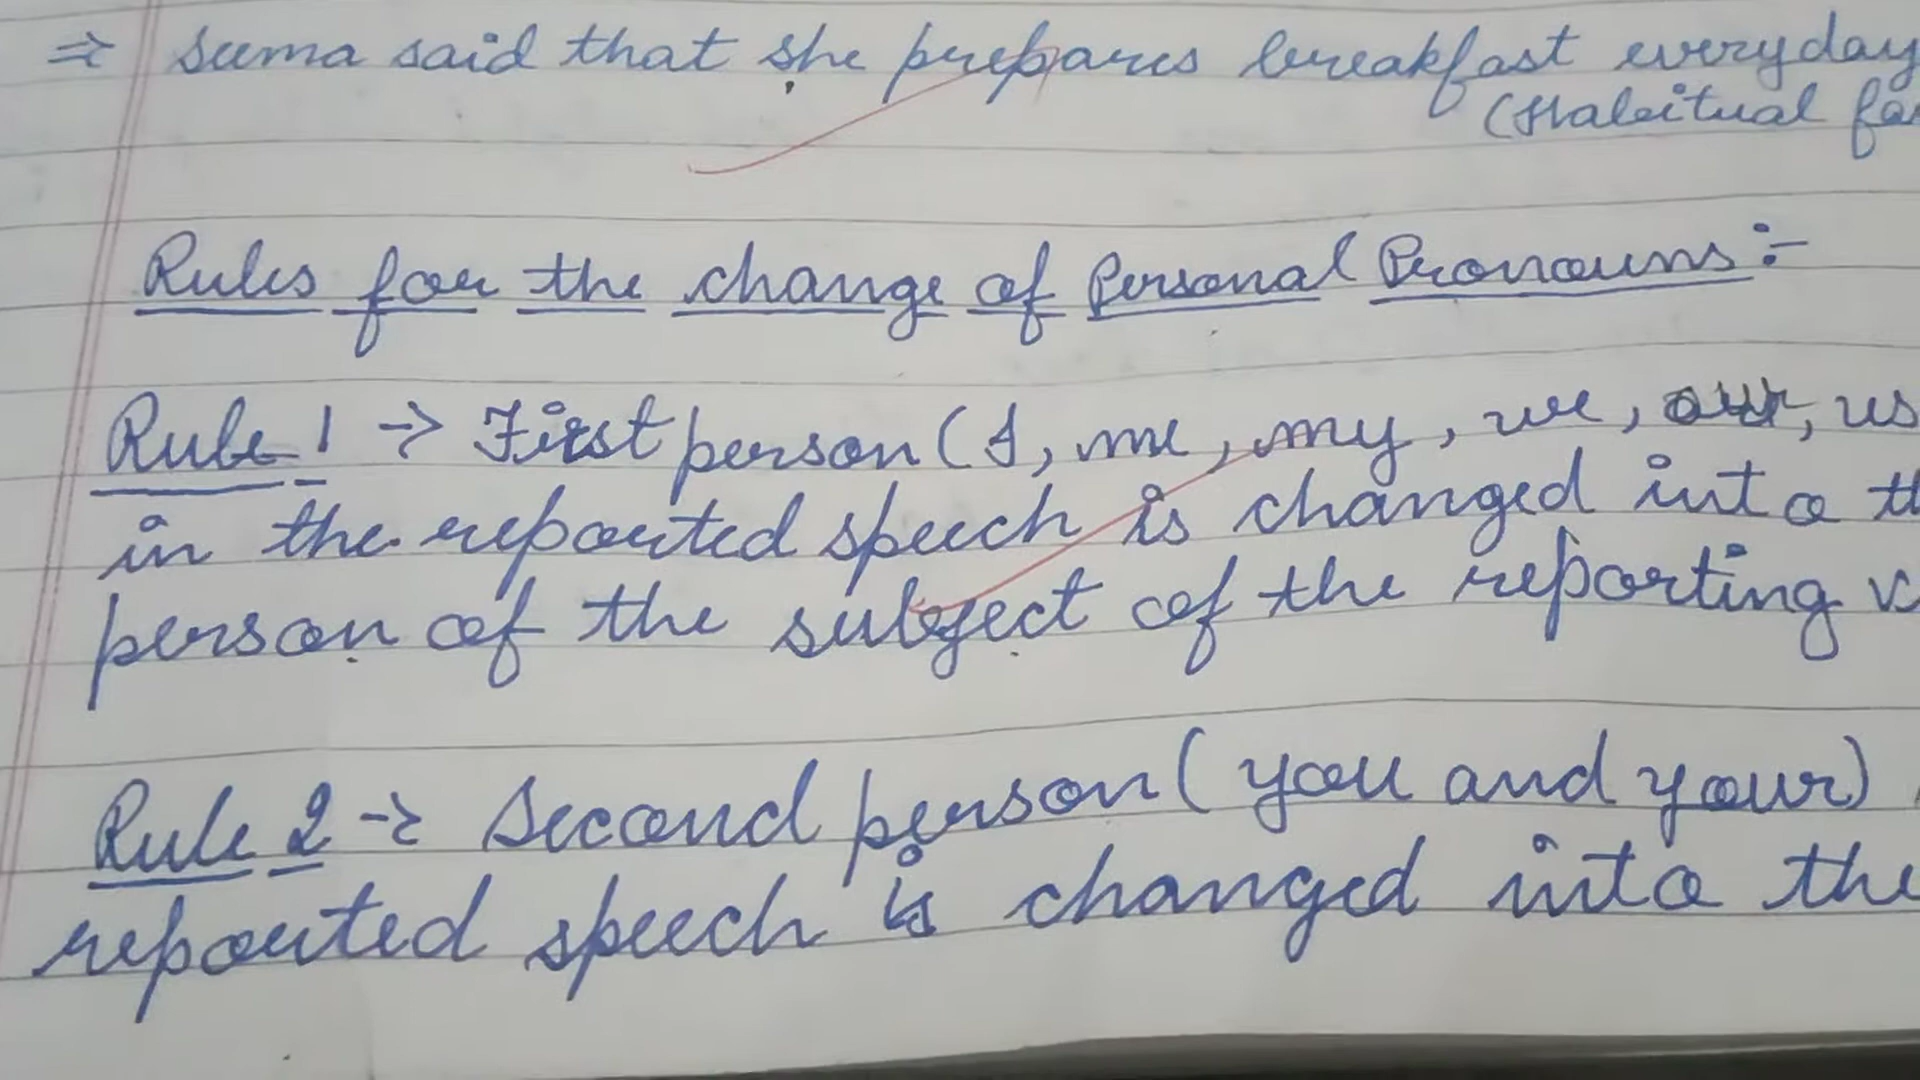 ⇒ Seema said that she prepares breakfast everyday
(Habitual fa
Rules for the change of Personal Pronouns :-
Rule 1 → First person (I, me, my, we, our, us
in the reported speech is changed into th
person of the subject of the reporting v
Rule 2 → Second person (you and your)
reported speech is changed into the